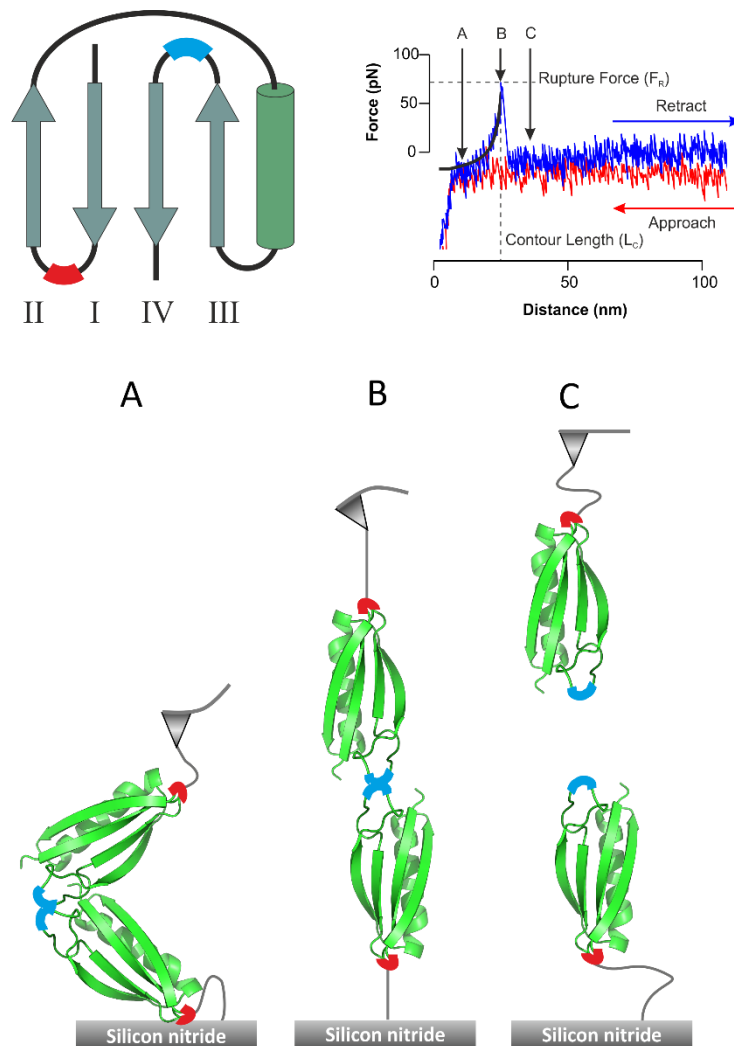 II I IV III
A B C
100
50
0
Force (pN)
Rupture Force (F_R)
Retract
Approach
Contour Length (L_C)
0 50 100
Distance (nm)
A B C
Silicon nitride Silicon nitride Silicon nitride